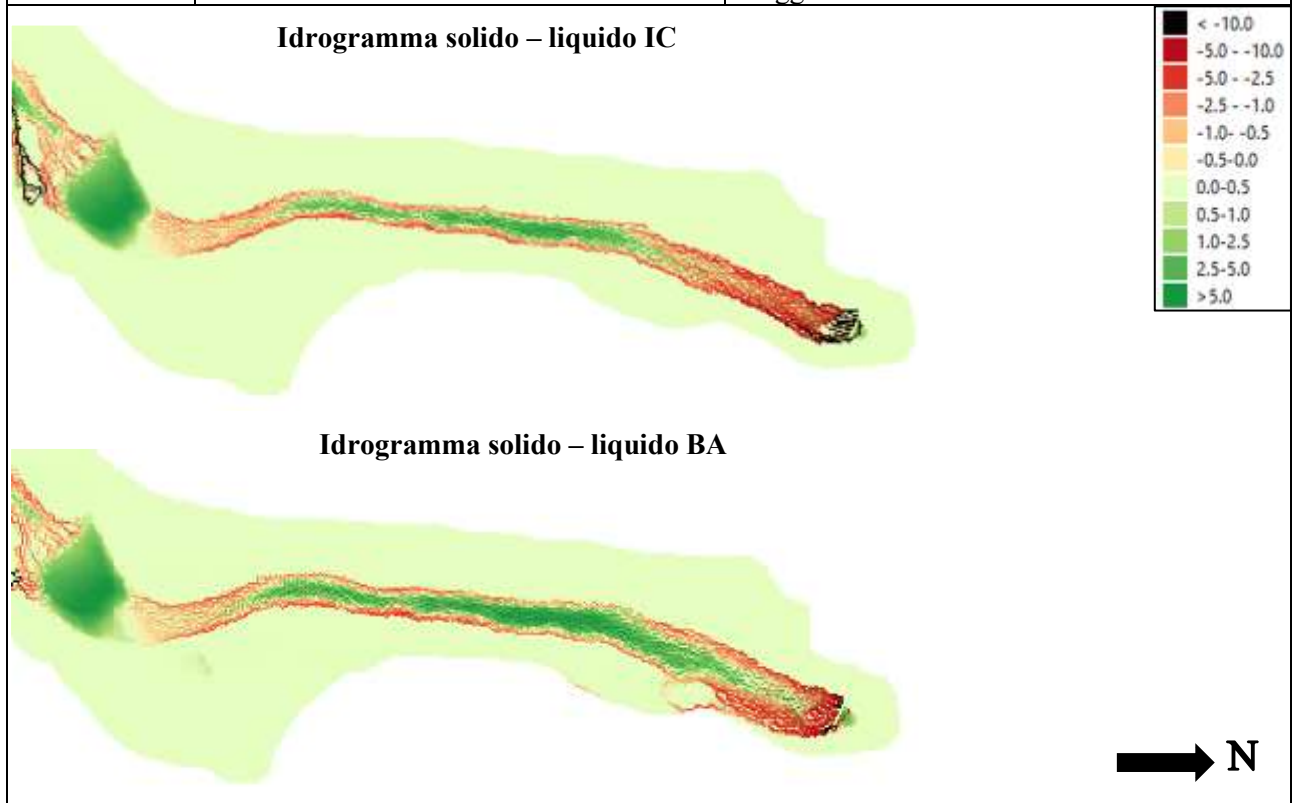 Idrogramma solido – liquido IC
< -10.0
-5.0 - -10.0
-5.0 - -2.5
-2.5 - -1.0
-1.0- -0.5
-0.5-0.0
0.0-0.5
0.5-1.0
1.0-2.5
2.5-5.0
>5.0
Idrogramma solido – liquido BA
N